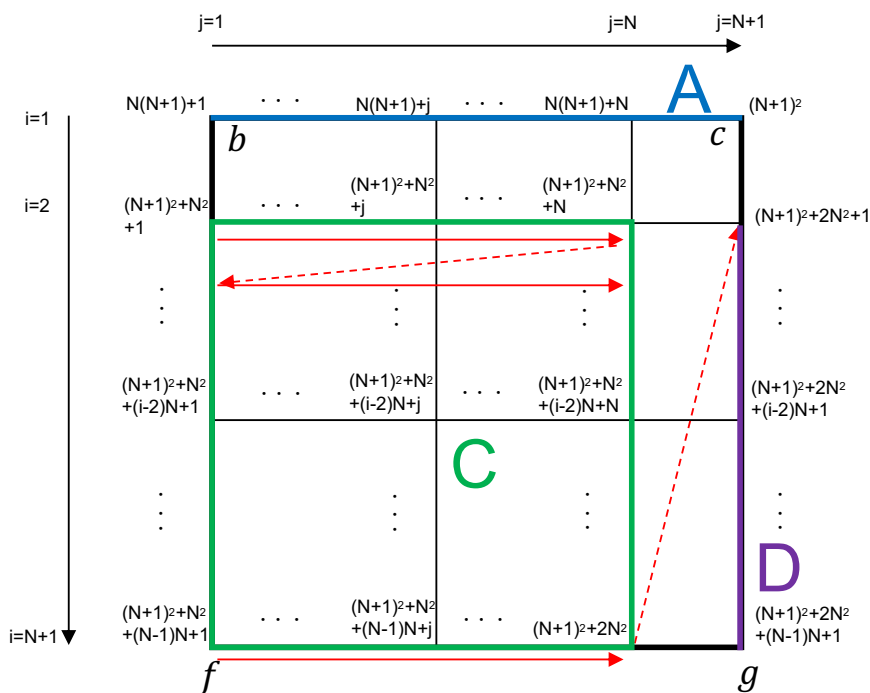 j=1 j=N j=N+1
N(N+1)+1 · · · N(N+1)+j · · · N(N+1)+N A (N+1)²
i=1
b c
(N+1)²+N² (N+1)²+N²
i=2 (N+1)²+N² · · · +j · · · +N (N+1)²+2N²+1
+1
· · · · · · · · · · · ·
(N+1)²+N² (N+1)²+N² (N+1)²+N² (N+1)²+2N²
+(i-2)N+1 · · · +(i-2)N+j · · · +(i-2)N+N +(i-2)N+1
C
· · · · · · · · · · · ·
D
(N+1)²+N² (N+1)²+N² (N+1)²+2N²
i=N+1 +(N-1)N+1 · · · +(N-1)N+j · · · (N+1)²+2N² +(N-1)N+1
f g